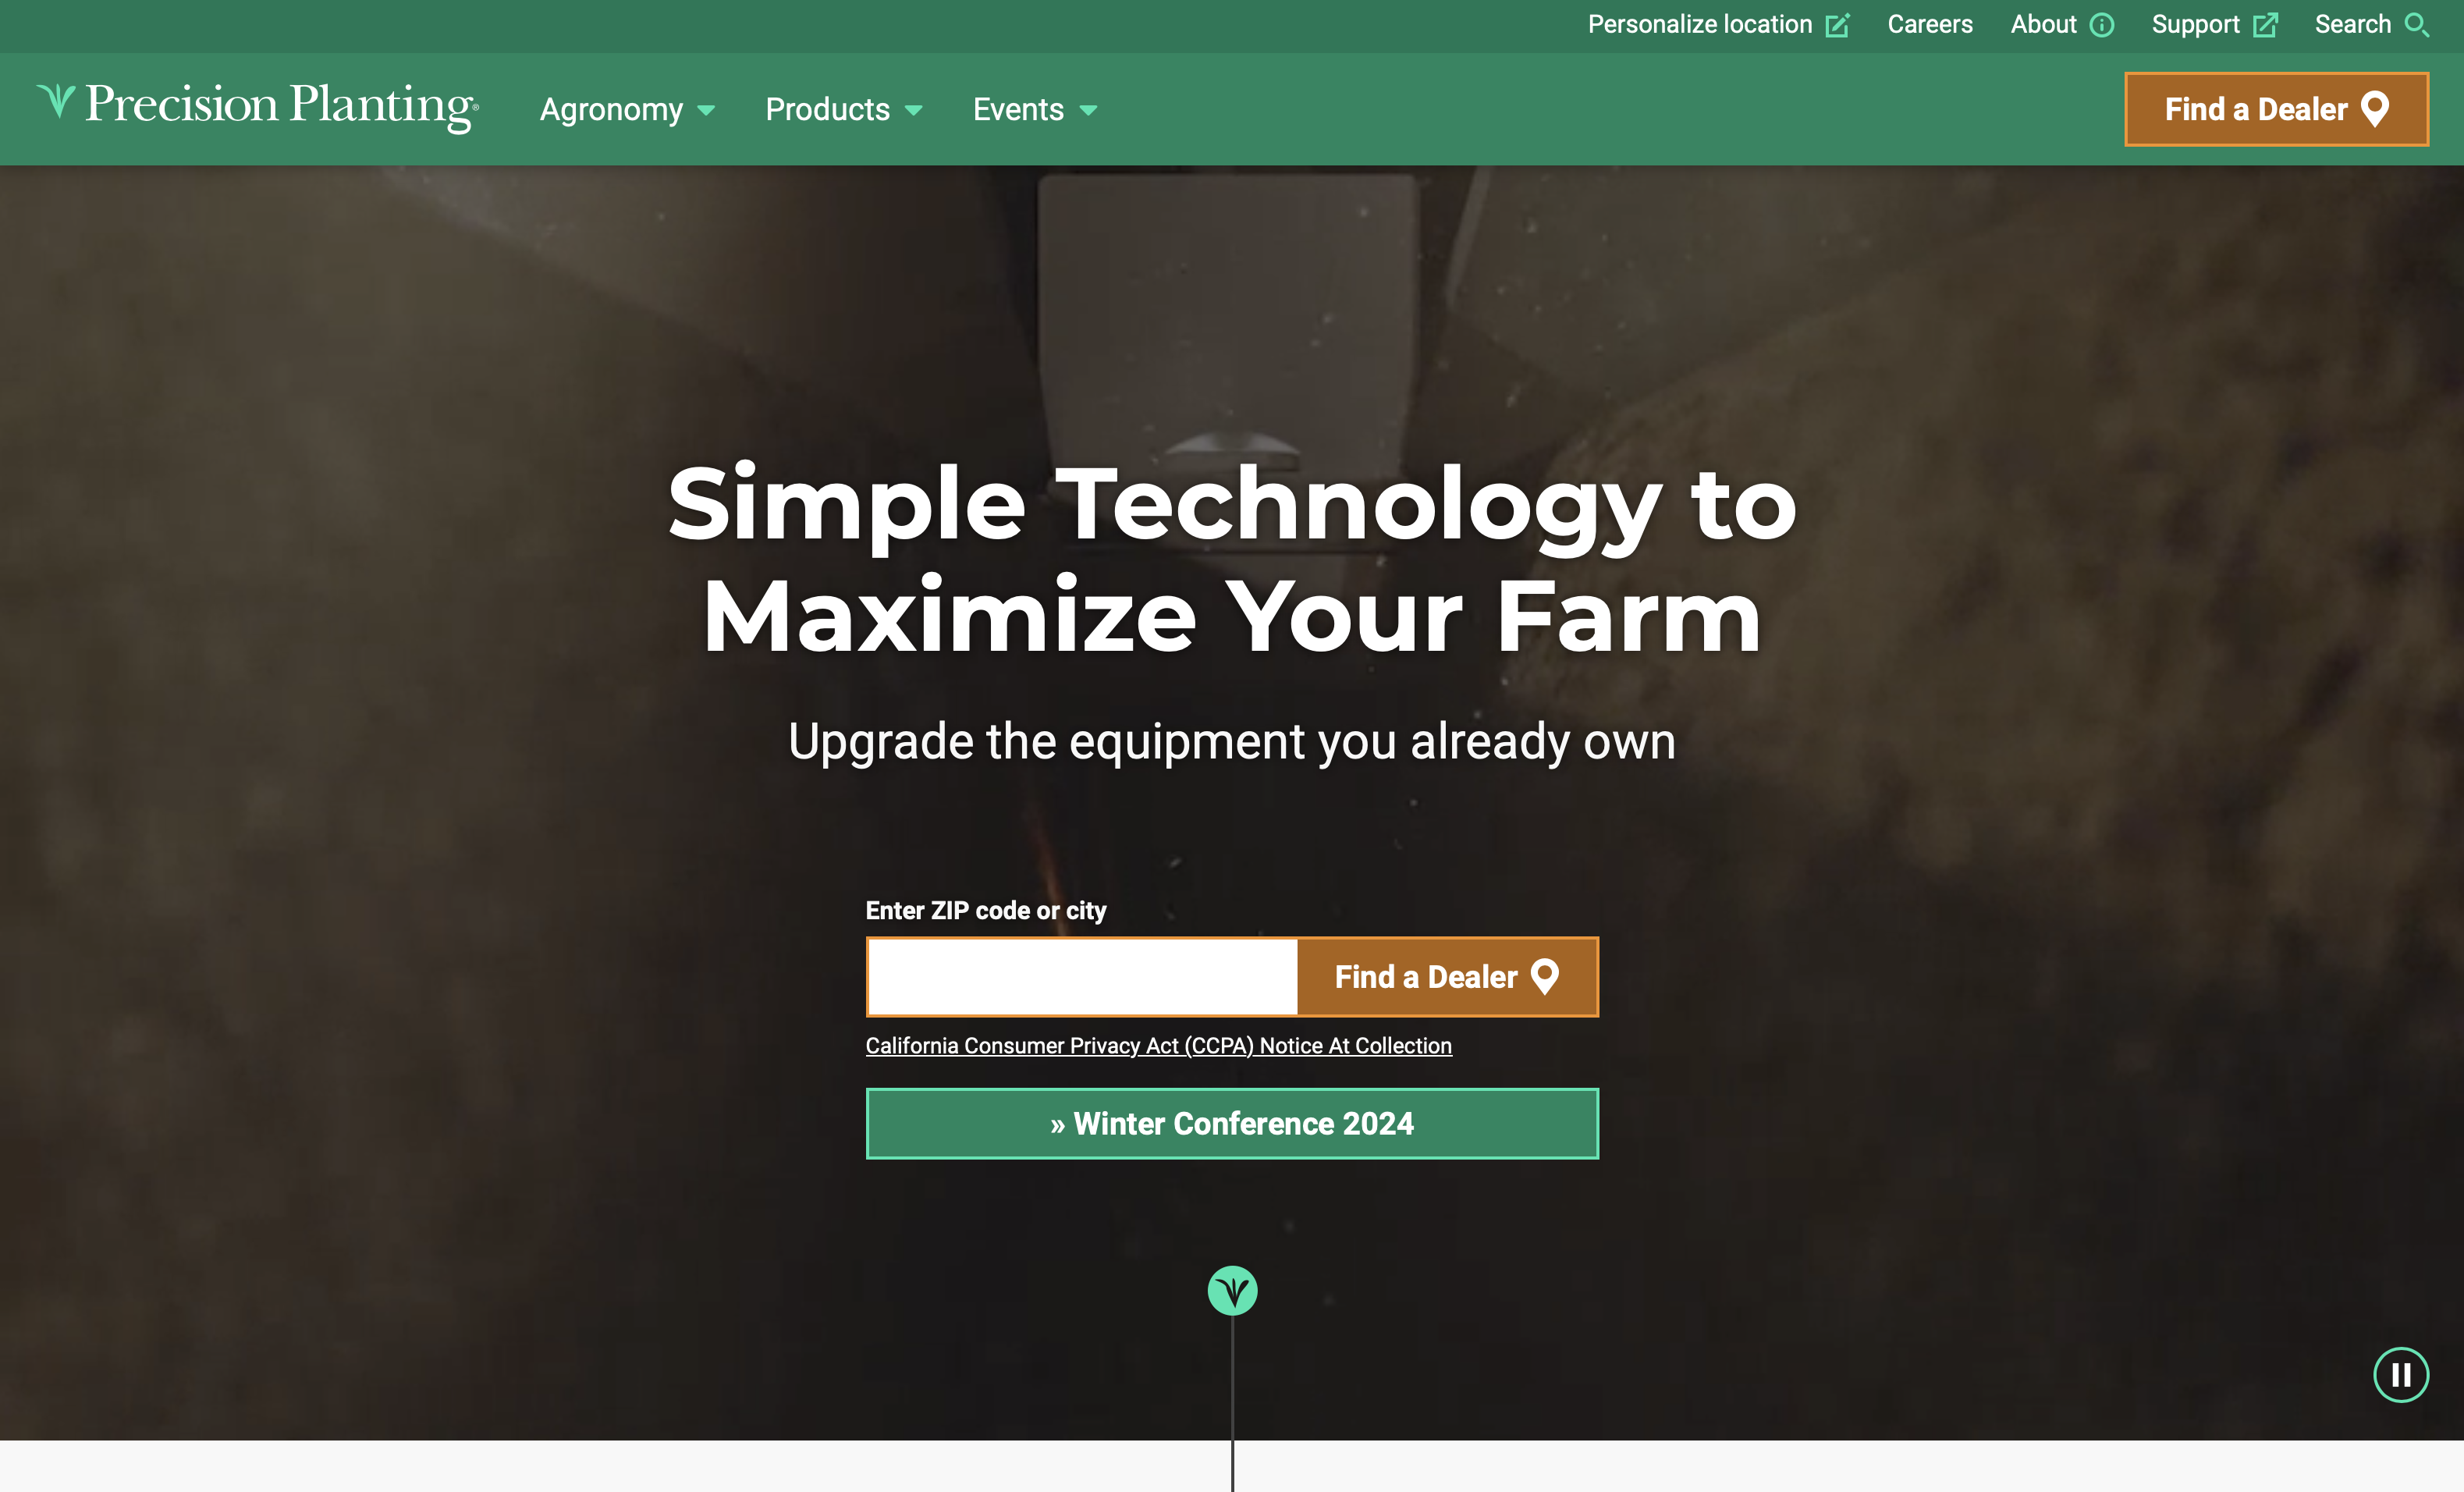 Personalize location
Careers
About
Support
Search
Precision Planting®
Agronomy
Products
Events
Find a Dealer
Simple Technology to
Maximize Your Farm
Upgrade the equipment you already own
Enter ZIP code or city
Find a Dealer
California Consumer Privacy Act (CCPA) Notice At Collection
» Winter Conference 2024